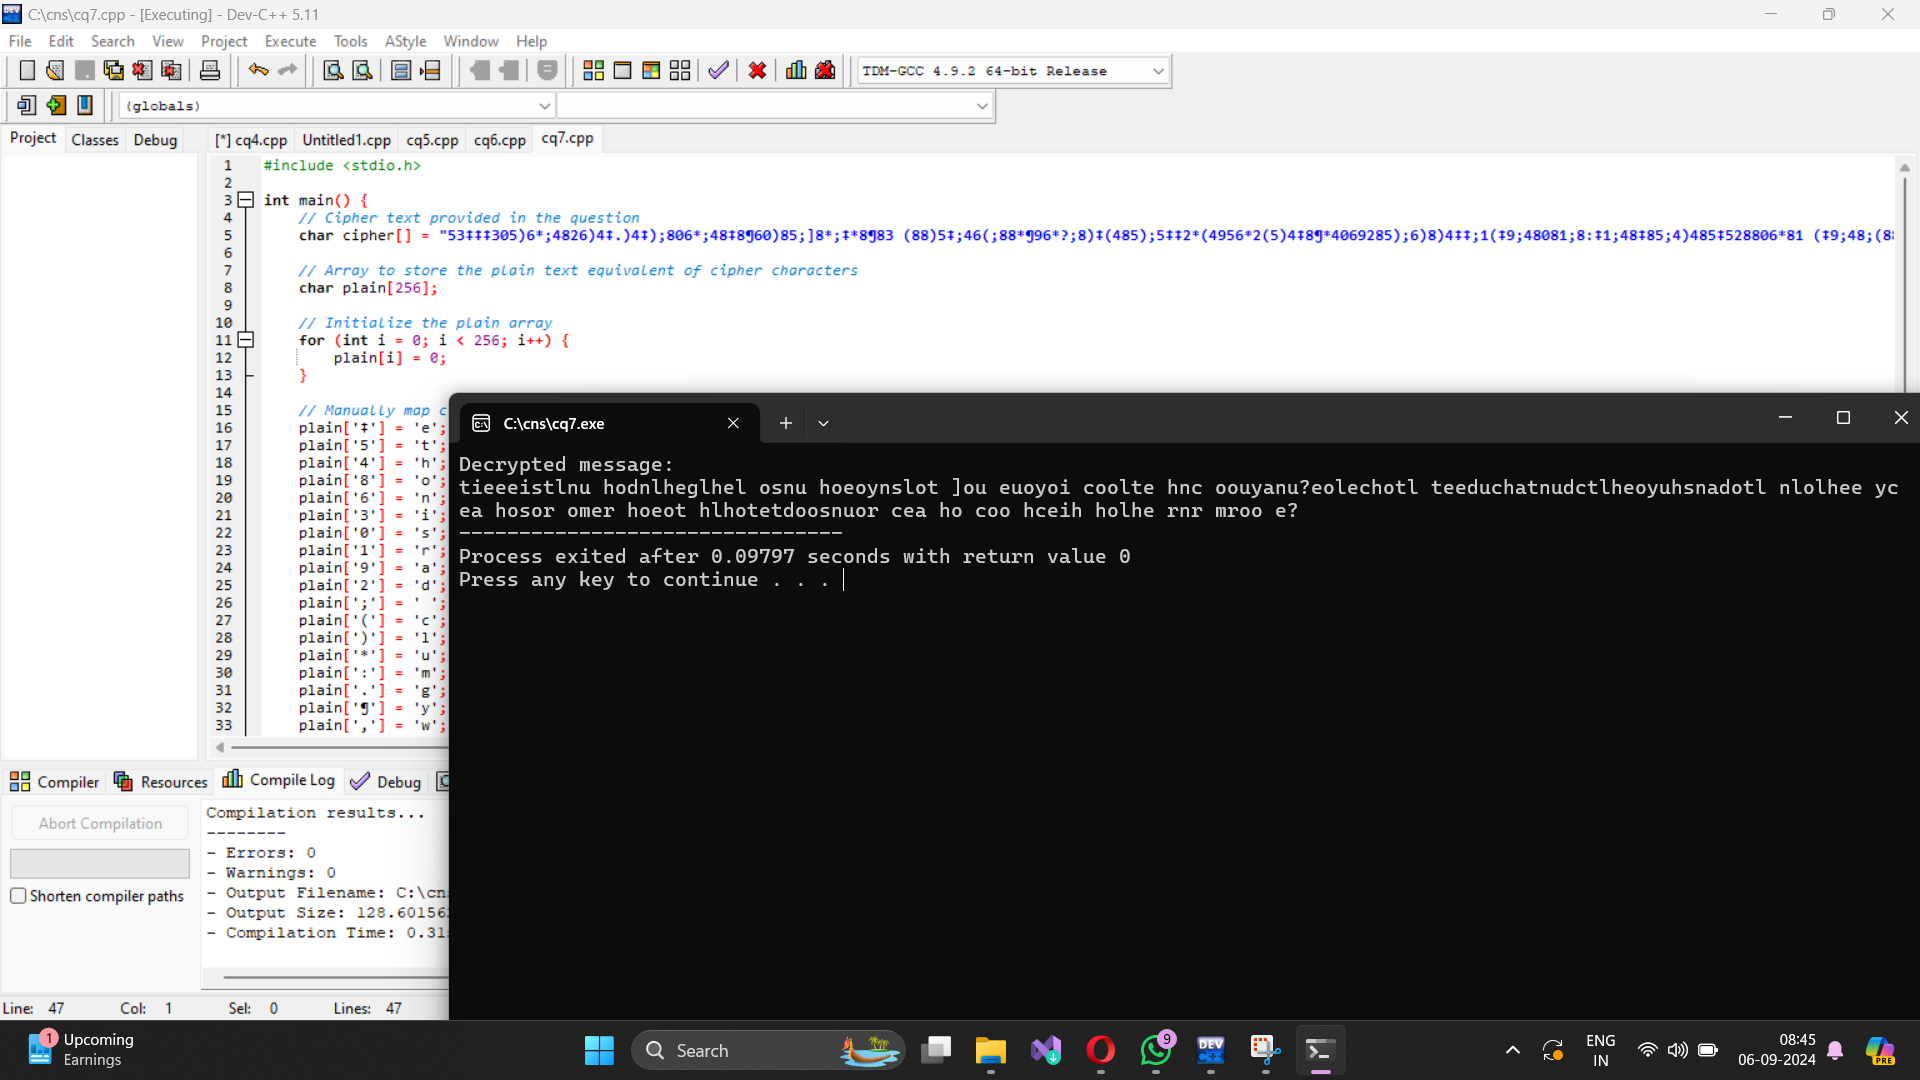 C:\cns\cq7.cpp - [Executing] - Dev-C++ 5.11
File Edit Search View Project Execute Tools AStyle Window Help
TDM-GCC 4.9.2 64-bit Release
(globals)
Project Classes Debug [*] cq4.cpp Untitled1.cpp cq5.cpp cq6.cpp cq7.cpp
1 #include <stdio.h>
2
3 int main() {
4 // Cipher text provided in the question
5 char cipher[] = "53‡‡‡305)6*;4826)4‡.)4‡);806*;48‡8¶60)85;]8*;‡*8¶83 (88)5‡;46(;88*¶96*?;8)‡(485);5‡‡2*(4956*2(5)4‡8¶*4069285);6)8)4‡‡;1(‡9;48081;8:‡1;48‡85;4)485‡528806*81 (‡9;48;(8
6
7 // Array to store the plain text equivalent of cipher characters
8 char plain[256];
9
10 // Initialize the plain array
11 for (int i = 0; i < 256; i++) {
12 plain[i] = 0;
13 }
14
15 // Manually map c
16 plain['‡'] = 'e';
17 plain['5'] = 't';
18 plain['4'] = 'h';
19 plain['8'] = 'o';
20 plain['6'] = 'n';
21 plain['3'] = 'i';
22 plain['0'] = 's';
23 plain['1'] = 'r';
24 plain['9'] = 'a';
25 plain['2'] = 'd';
26 plain[';'] = ' ';
27 plain['('] = 'c';
28 plain[')'] = 'l';
29 plain['*'] = 'u';
30 plain[':'] = 'm';
31 plain['.'] = 'g';
32 plain['¶'] = 'y';
33 plain[','] = 'w';
C:\cns\cq7.exe
Decrypted message:
tieeeistlnu hodnlheglhel osnu hoeoynslot ]ou euoyoi coolte hnc oouyanu?eolechotl teeduchatnudctlheoyuhsnadotl nlolhee yc
ea hosor omer hoeot hlhotetdoosnuor cea ho coo hceih holhe rnr mroo e?
--------------------------------
Process exited after 0.09797 seconds with return value 0
Press any key to continue . . .
Compiler Resources Compile Log Debug
Abort Compilation
Shorten compiler paths
Compilation results...
--------
- Errors: 0
- Warnings: 0
- Output Filename: C:\cn
- Output Size: 128.60156
- Compilation Time: 0.31
Line: 47 Col: 1 Sel: 0 Lines: 47
1
Upcoming
Earnings
Search
DEV
9
ENG
IN
08:45
06-09-2024
PRE